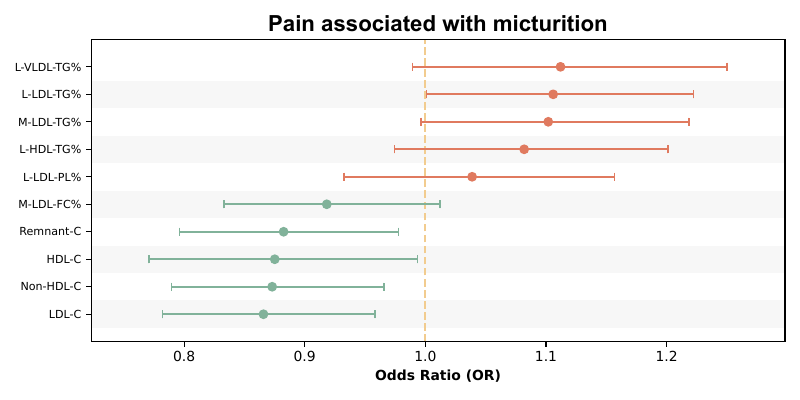 Pain associated with micturition
L-VLDL-TG%
L-LDL-TG%
M-LDL-TG%
L-HDL-TG%
L-LDL-PL%
M-LDL-FC%
Remnant-C
HDL-C
Non-HDL-C
LDL-C
0.8 0.9 1.0 1.1 1.2
Odds Ratio (OR)